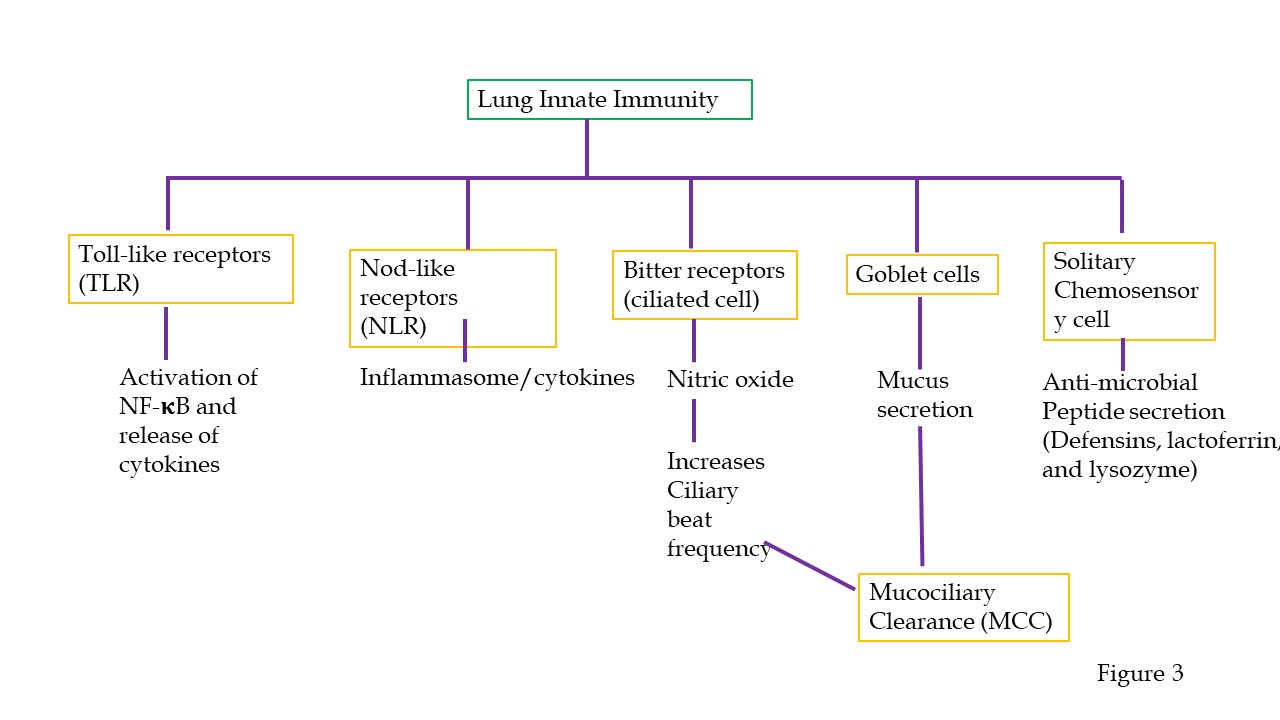 Lung Innate Immunity
Toll-like receptors
(TLR)
Nod-like
receptors
(NLR)
Bitter receptors
(ciliated cell)
Goblet cells
Solitary
Chemosensor
y cell
Activation of
NF-κB and
release of
cytokines
Inflammasome/cytokines
Nitric oxide
Increases
Ciliary
beat
frequency
Mucus
secretion
Anti-microbial
Peptide secretion
(Defensins, lactoferrin,
and lysozyme)
Mucociliary
Clearance (MCC)
Figure 3